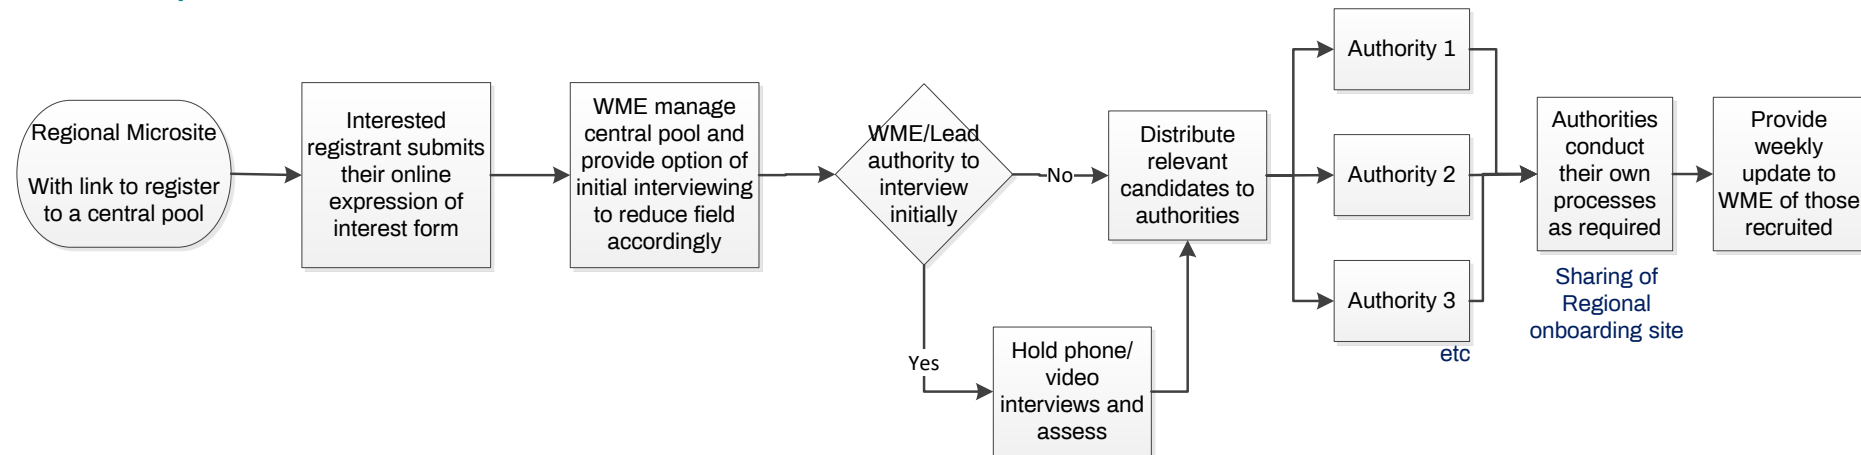 Regional Microsite
With link to register
to a central pool
Interested
registrant submits
their online
expression of
interest form
WME manage
central pool and
provide option of
initial interviewing
to reduce field
accordingly
WME/Lead
authority to
interview
initially
No
Yes
Hold phone/
video
interviews and
assess
Distribute
relevant
candidates to
authorities
Authority 1
Authority 2
Authority 3
etc
Authorities
conduct
their own
processes
as required
Sharing of
Regional
onboarding site
Provide
weekly
update to
WME of those
recruited